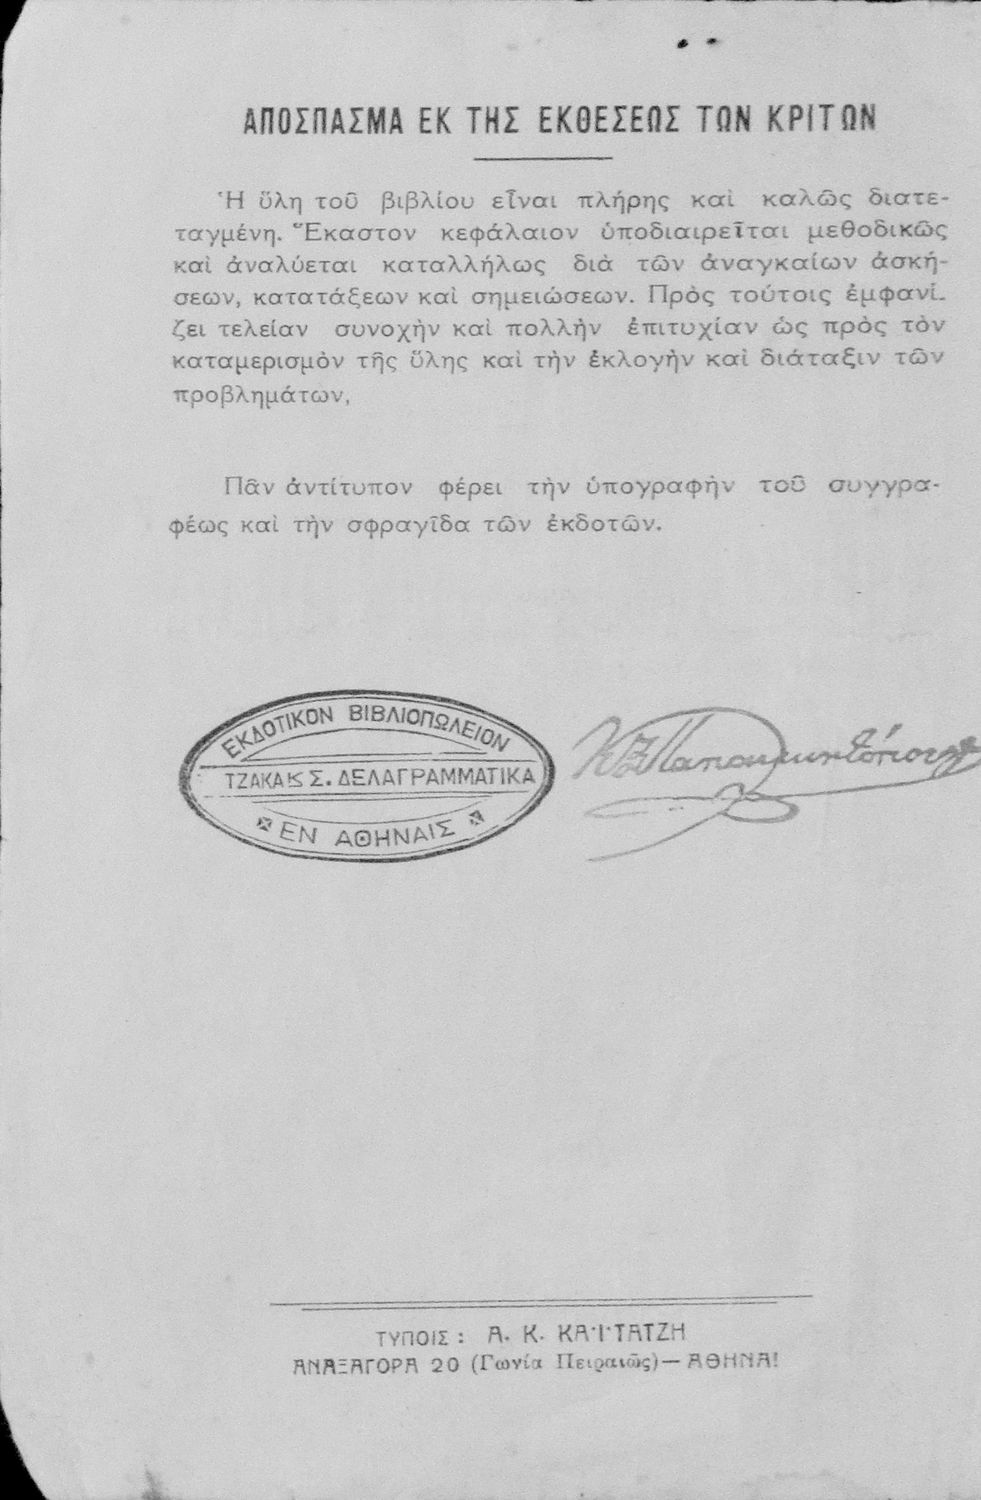 ΑΠΟΣΠΑΣΜΑ ΕΚ ΤΗΣ ΕΚΘΕΣΕΩΣ ΤΩΝ ΚΡΙΤΩΝ
Ἡ ὕλη τοῦ βιβλίου εἶναι πλήρης καὶ καλῶς διατε-
ταγμένη. Ἕκαστον κεφάλαιον ὑποδιαιρεῖται μεθοδικῶς
καὶ ἀναλύεται καταλλήλως διὰ τῶν ἀναγκαίων ἀσκή-
σεων, κατατάξεων καὶ σημειώσεων. Πρὸς τούτοις ἐμφανί-
ζει τελείαν συνοχὴν καὶ πολλὴν ἐπιτυχίαν ὡς πρὸς τὸν
καταμερισμὸν τῆς ὕλης καὶ τὴν ἐκλογὴν καὶ διάταξιν τῶν
προβλημάτων,
Πᾶν ἀντίτυπον φέρει τὴν ὑπογραφὴν τοῦ συγγρα-
φέως καὶ τὴν σφραγῖδα τῶν ἐκδοτῶν.
ΕΚΔΟΤΙΚΟΝ ΒΙΒΛΙΟΠΩΛΕΙΟΝ
ΤΖΑΚΑ Κ Σ. ΔΕΛΑΓΡΑΜΜΑΤΙΚΑ
ΕΝ ΑΘΗΝΑΙΣ
ΤΥΠΟΙΣ : Α. Κ. ΚΑ·Ι·ΤΑΤΖΗ
ΑΝΑΞΑΓΟΡΑ 20 (Γωνία Πειραιῶς)—ΑΘΗΝΑΙ